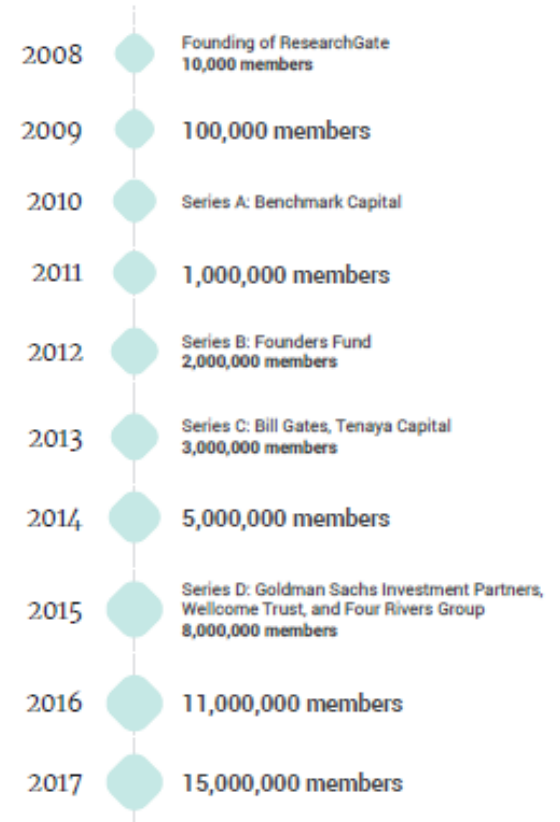 2008
Founding of ResearchGate
10,000 members
2009
100,000 members
2010
Series A: Benchmark Capital
2011
1,000,000 members
2012
Series B: Founders Fund
2,000,000 members
2013
Series C: Bill Gates, Tenaya Capital
3,000,000 members
2014
5,000,000 members
2015
Series D: Goldman Sachs Investment Partners,
Wellcome Trust, and Four Rivers Group
8,000,000 members
2016
11,000,000 members
2017
15,000,000 members